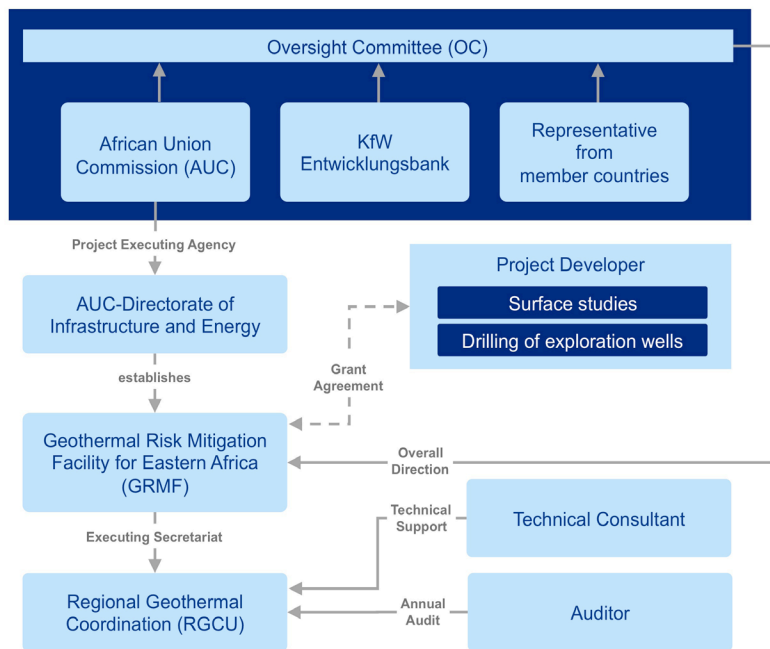 Oversight Committee (OC)
African Union
Commission (AUC)
KfW
Entwicklungsbank
Representative
from
member countries
Project Executing Agency
AUC-Directorate of
Infrastructure and Energy
Project Developer
Surface studies
Drilling of exploration wells
establishes
Grant
Agreement
Geothermal Risk Mitigation
Facility for Eastern Africa
(GRMF)
Overall
Direction
Executing Secretariat
Technical
Support
Technical Consultant
Regional Geothermal
Coordination (RGCU)
Annual
Audit
Auditor